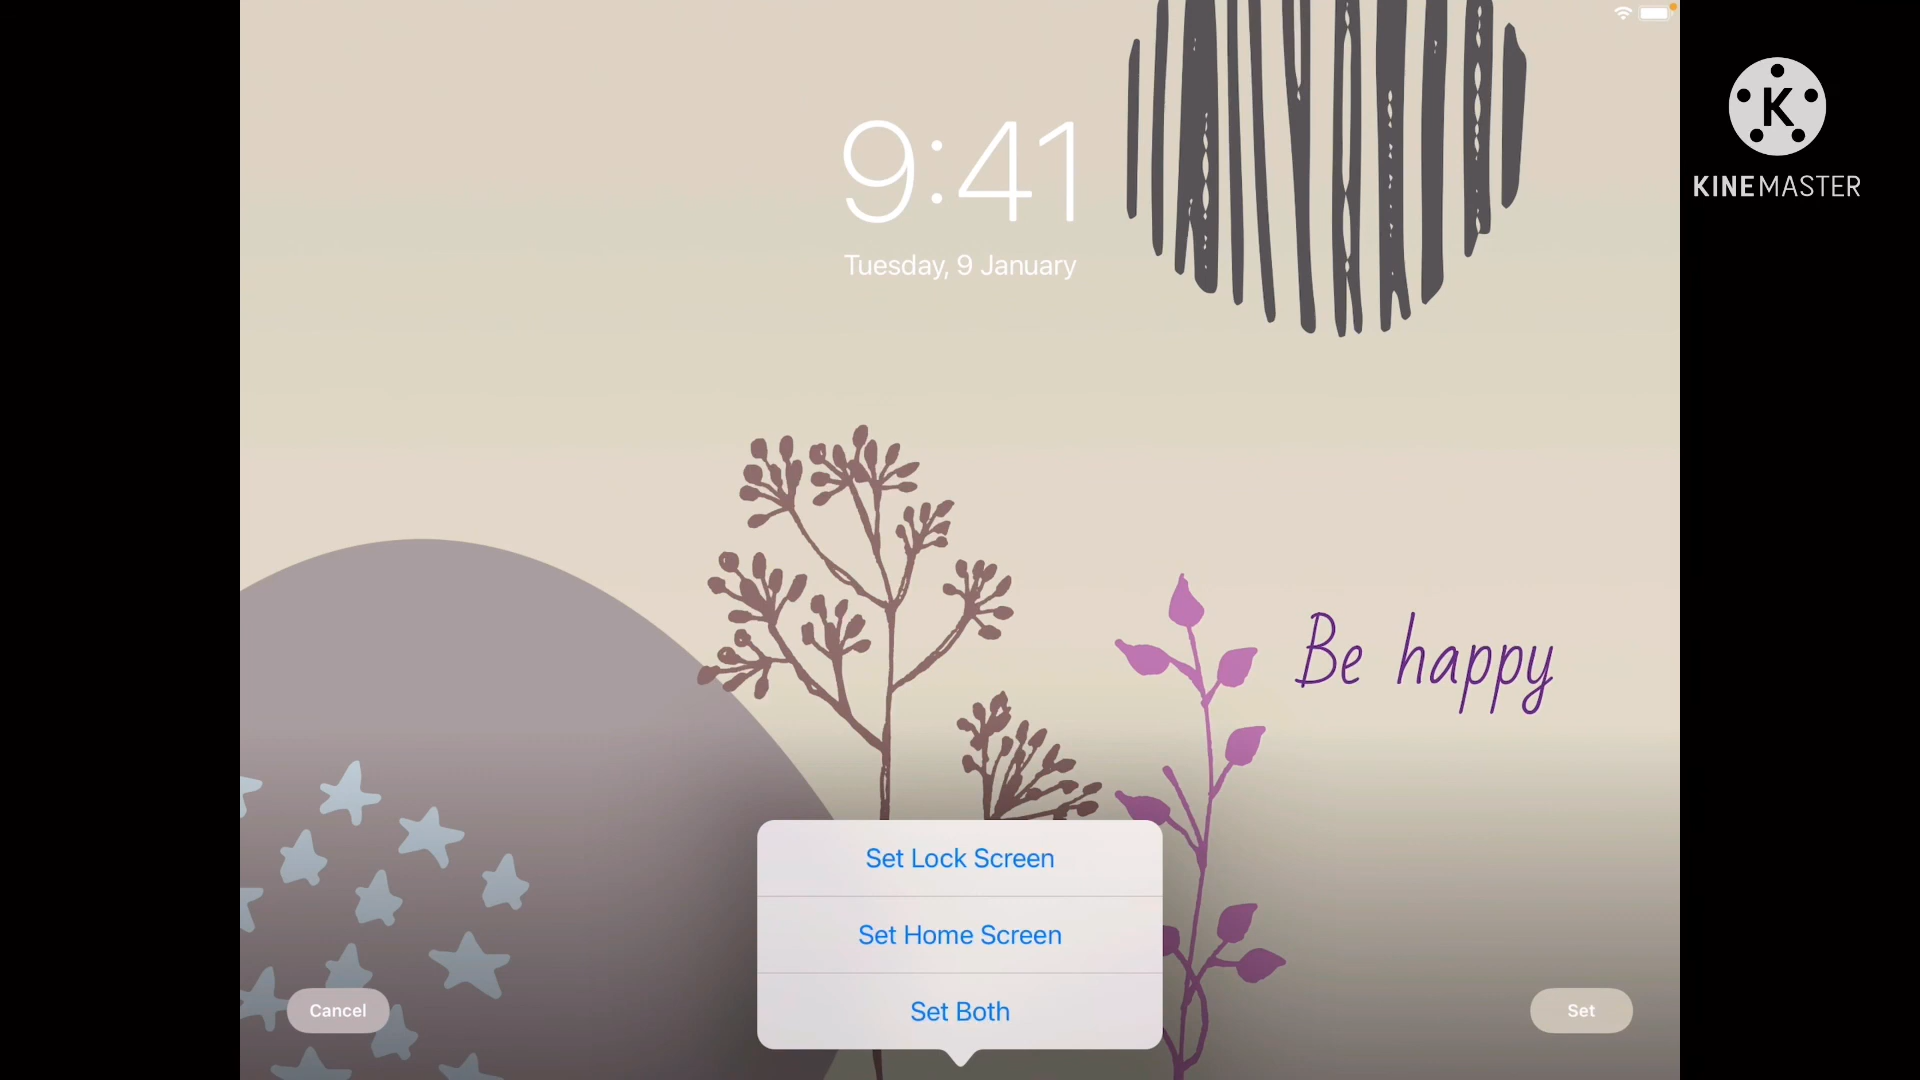 9:41
Tuesday, 9 January
K
KINEMASTER
Be happy
Set Lock Screen
Set Home Screen
Set Both
Cancel
Set